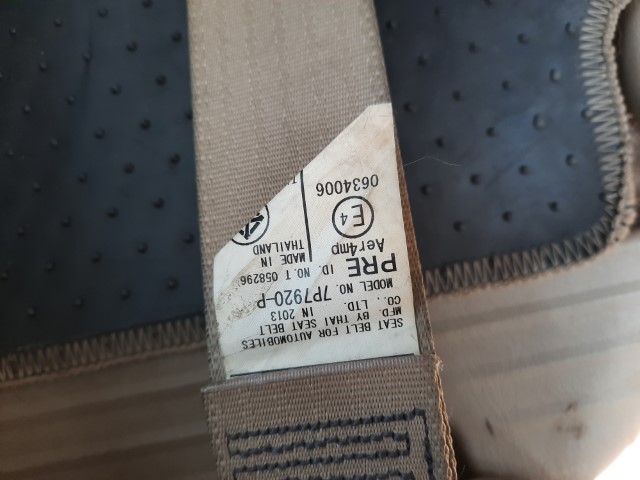 SEAT BELT FOR AUTOMOBILES
MFD. BY THAI SEAT BELT
CO., LTD. IN 2013
MODEL NO. 7P7920-P
PRE ID. NO. T 058296
Aer4mp
MADE IN
THAILAND
E4
0634006